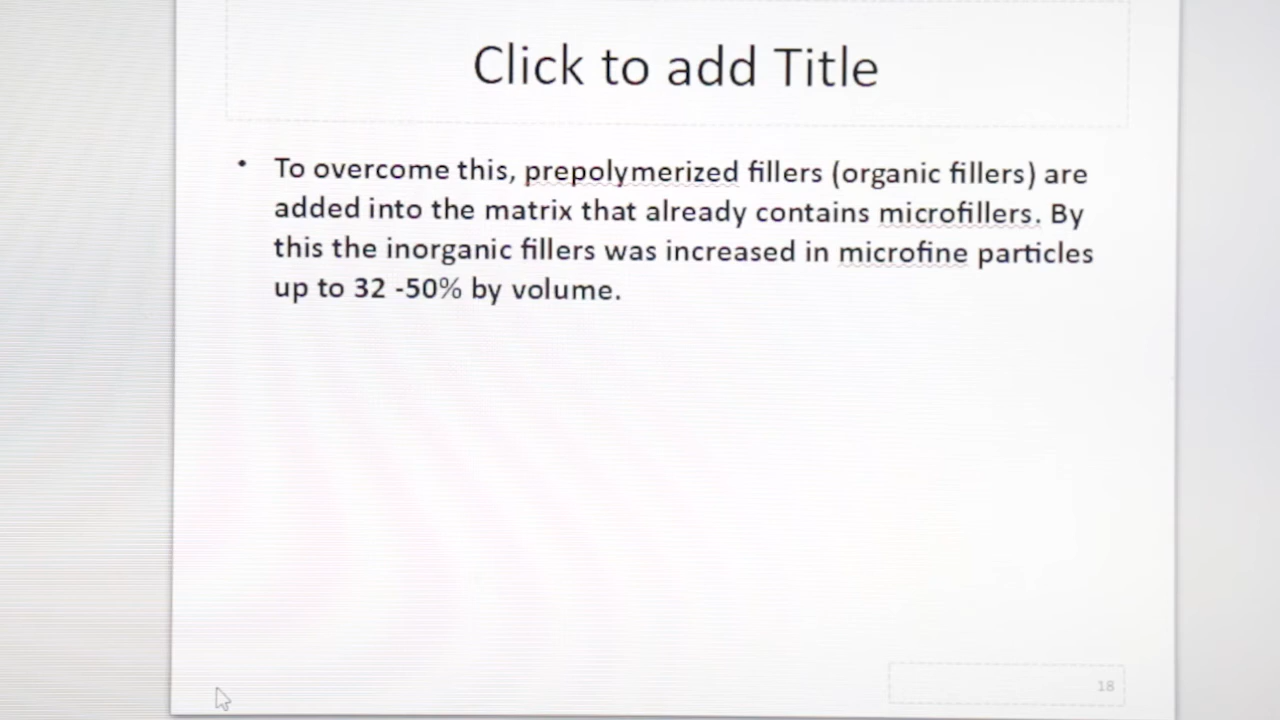 Click to add Title
• To overcome this, prepolymerized fillers (organic fillers) are
added into the matrix that already contains microfillers. By
this the inorganic fillers was increased in microfine particles
up to 32 -50% by volume.
18